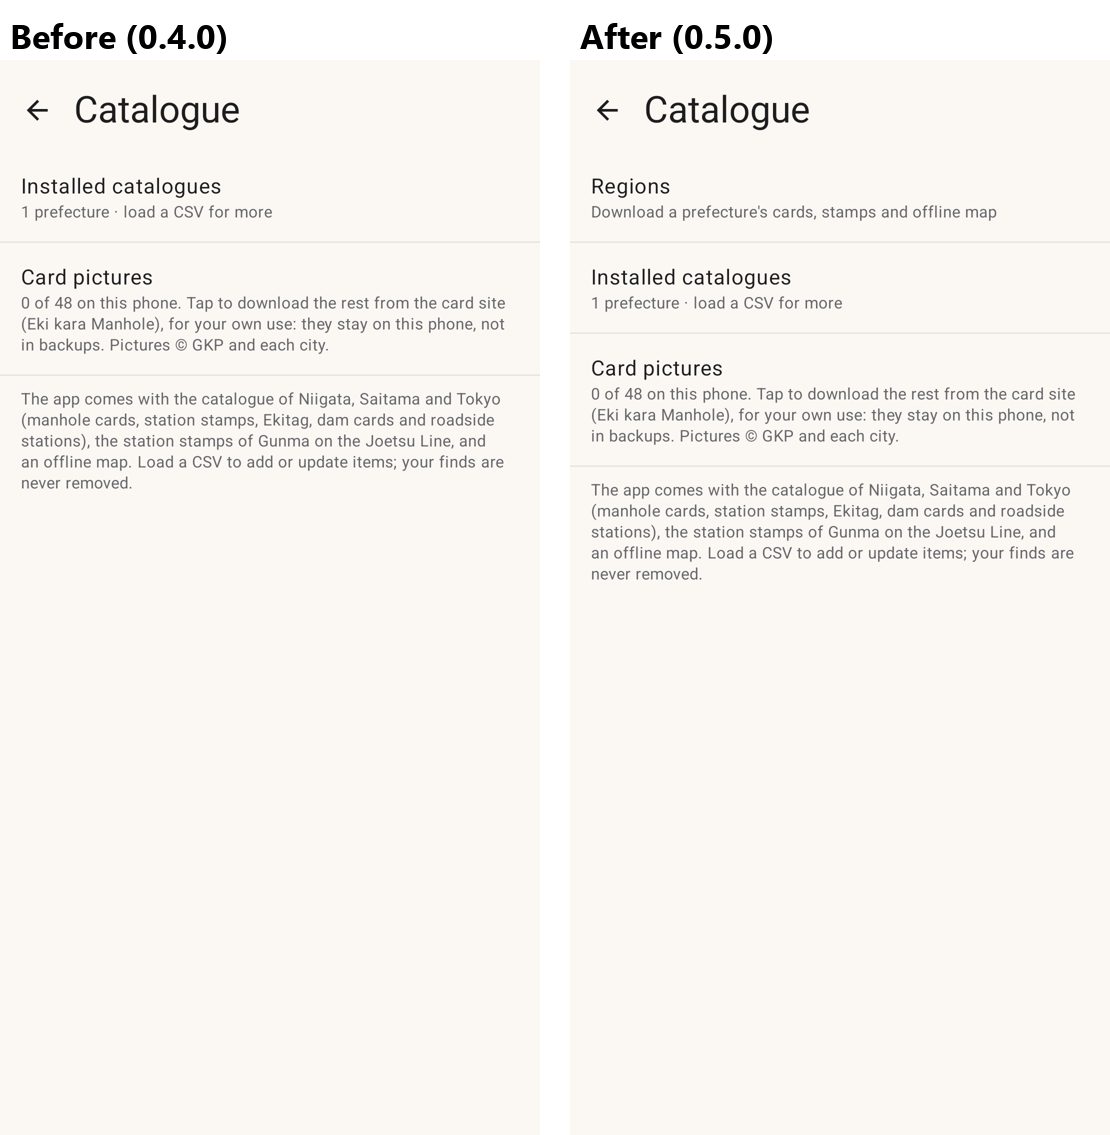 Before (0.4.0)
Catalogue
Installed catalogues
1 prefecture · load a CSV for more
Card pictures
0 of 48 on this phone. Tap to download the rest from the card site
(Eki kara Manhole), for your own use: they stay on this phone, not
in backups. Pictures © GKP and each city.
The app comes with the catalogue of Niigata, Saitama and Tokyo
(manhole cards, station stamps, Ekitag, dam cards and roadside
stations), the station stamps of Gunma on the Joetsu Line, and
an offline map. Load a CSV to add or update items; your finds are
never removed.
After (0.5.0)
Catalogue
Regions
Download a prefecture's cards, stamps and offline map
Installed catalogues
1 prefecture · load a CSV for more
Card pictures
0 of 48 on this phone. Tap to download the rest from the card site
(Eki kara Manhole), for your own use: they stay on this phone, not
in backups. Pictures © GKP and each city.
The app comes with the catalogue of Niigata, Saitama and Tokyo
(manhole cards, station stamps, Ekitag, dam cards and roadside
stations), the station stamps of Gunma on the Joetsu Line, and
an offline map. Load a CSV to add or update items; your finds are
never removed.